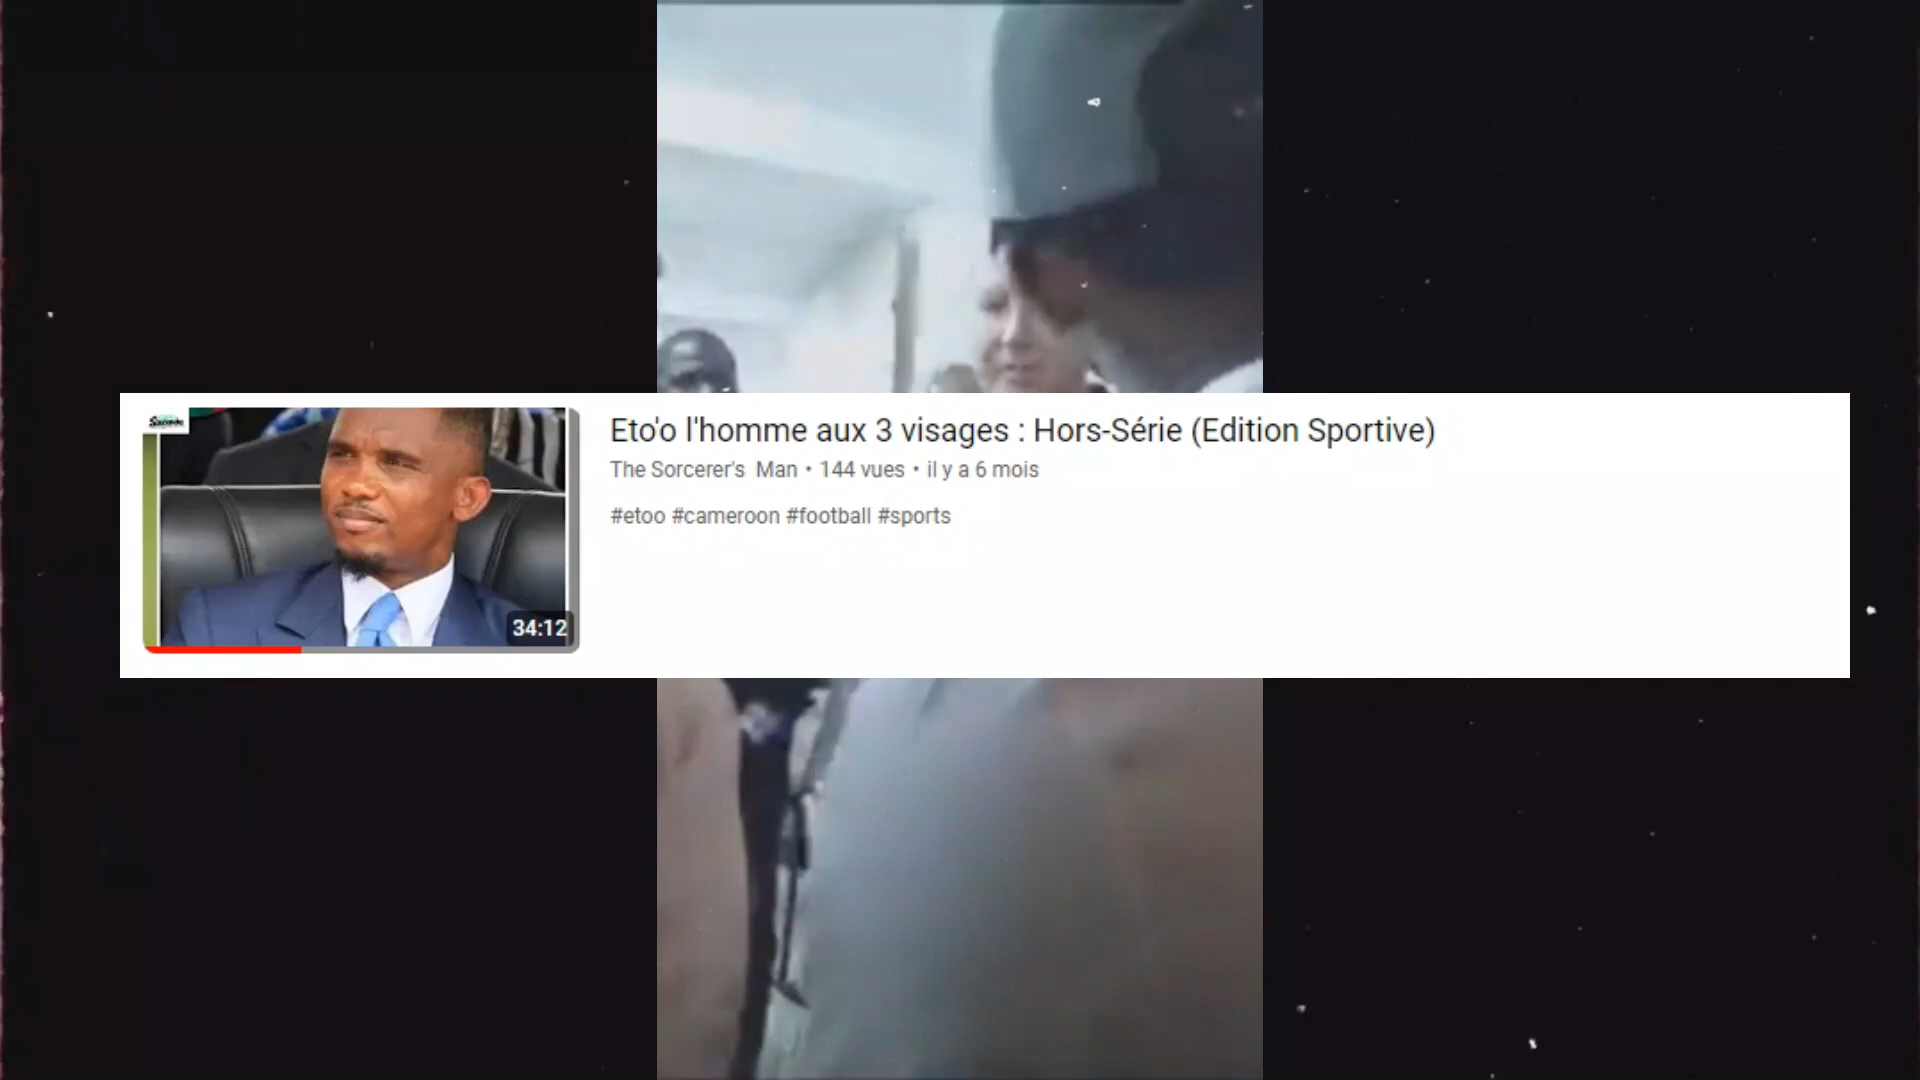 Eto'o l'homme aux 3 visages : Hors-Série (Edition Sportive)
The Sorcerer's Man • 144 vues • il y a 6 mois
#etoo #cameroon #football #sports
34:12